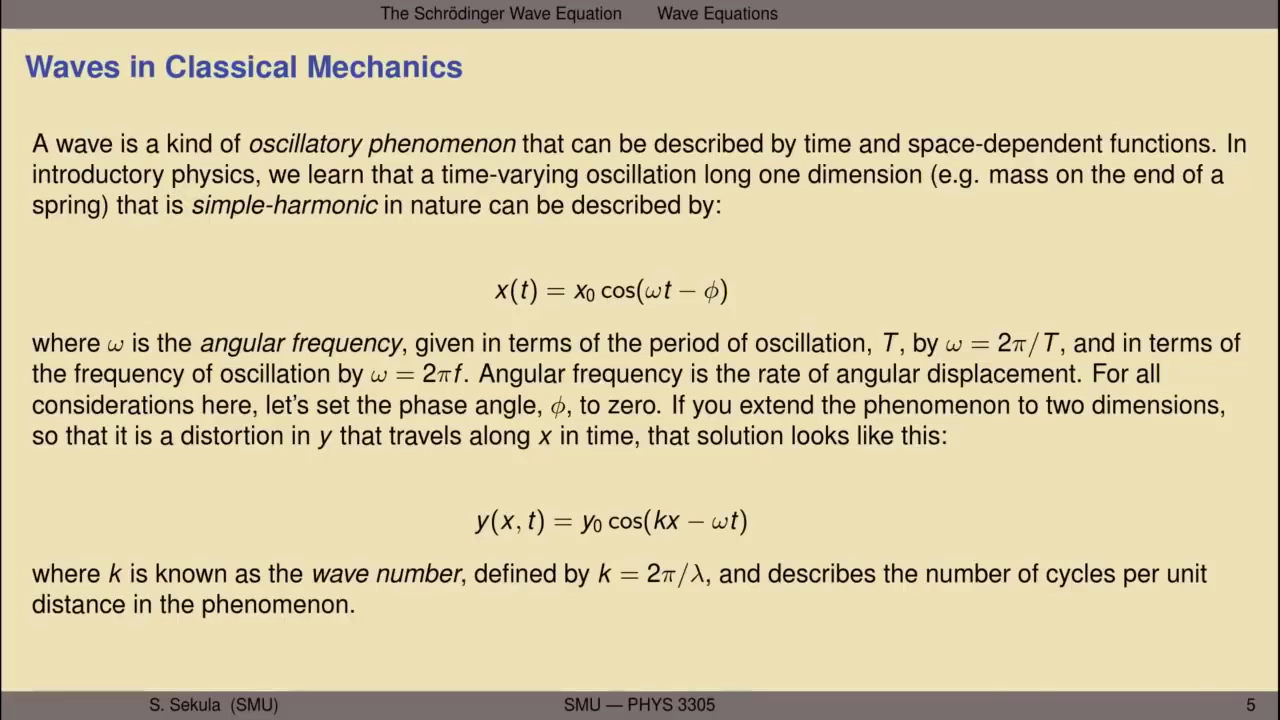 The Schrödinger Wave Equation Wave Equations
Waves in Classical Mechanics
A wave is a kind of oscillatory phenomenon that can be described by time and space-dependent functions. In
introductory physics, we learn that a time-varying oscillation long one dimension (e.g. mass on the end of a
spring) that is simple-harmonic in nature can be described by:
x(t) = x₀ cos(ωt − ϕ)
where ω is the angular frequency, given in terms of the period of oscillation, T, by ω = 2π/T, and in terms of
the frequency of oscillation by ω = 2πf. Angular frequency is the rate of angular displacement. For all
considerations here, let's set the phase angle, ϕ, to zero. If you extend the phenomenon to two dimensions,
so that it is a distortion in y that travels along x in time, that solution looks like this:
y(x, t) = y₀ cos(kx − ωt)
where k is known as the wave number, defined by k = 2π/λ, and describes the number of cycles per unit
distance in the phenomenon.
S. Sekula (SMU) SMU — PHYS 3305 5